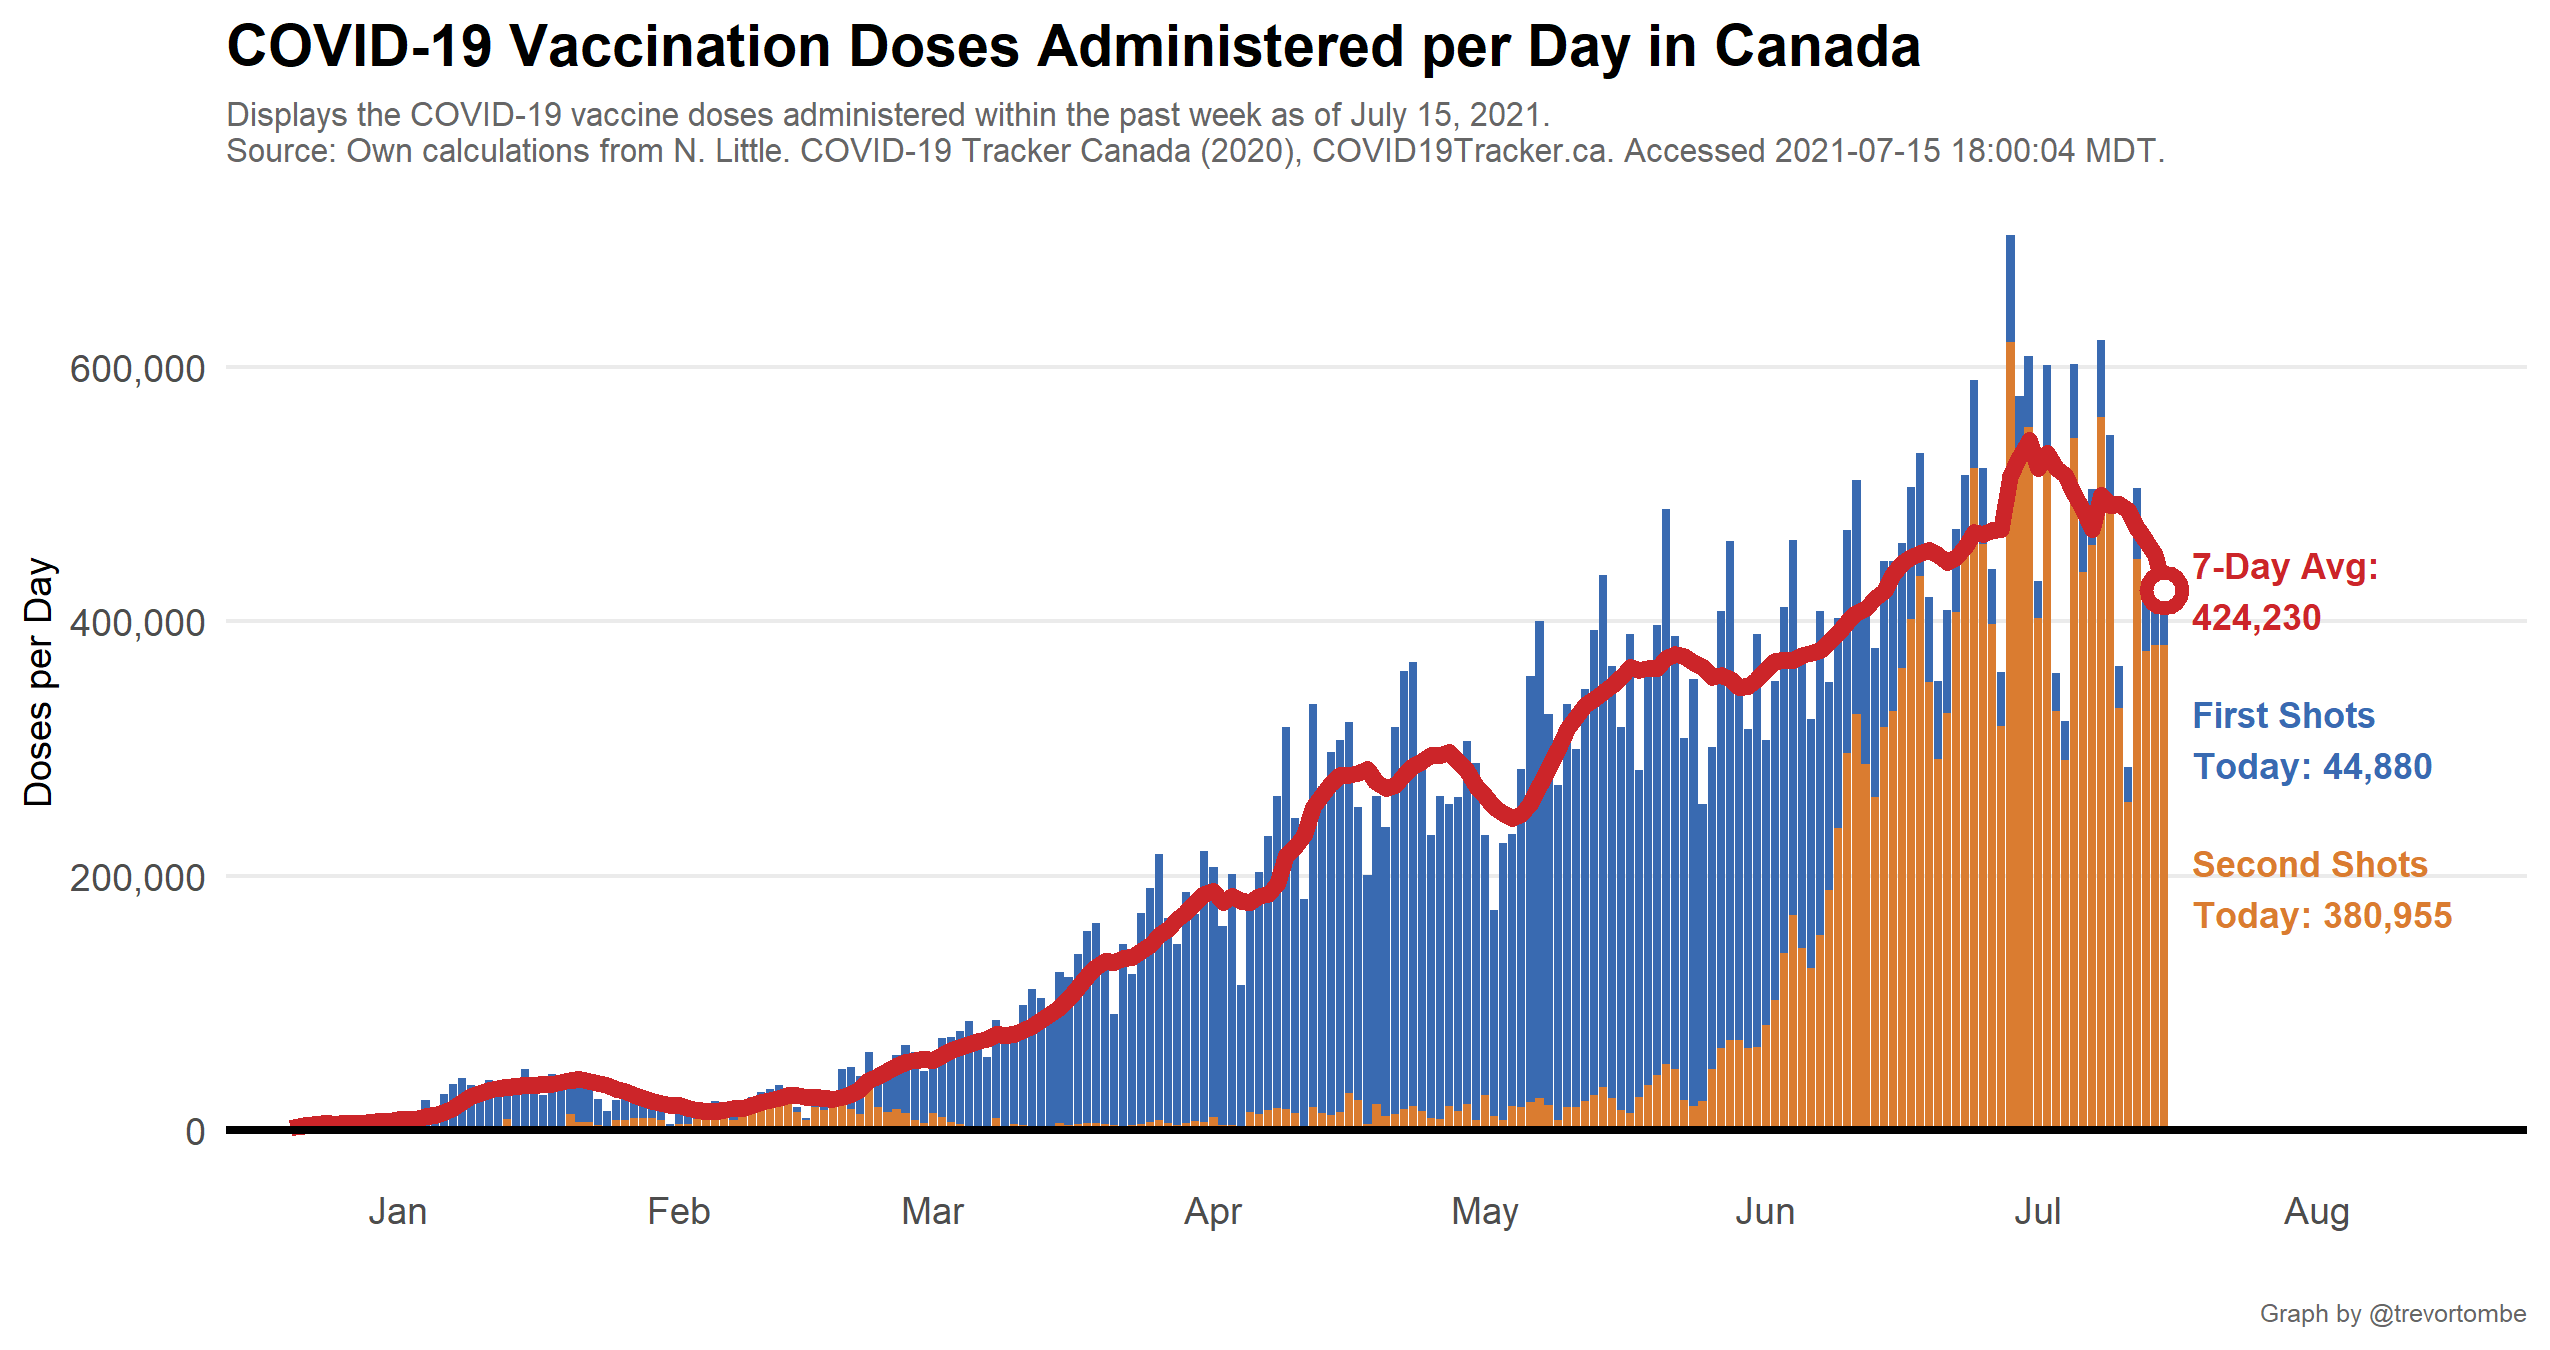 COVID-19 Vaccination Doses Administered per Day in Canada
Displays the COVID-19 vaccine doses administered within the past week as of July 15, 2021.
Source: Own calculations from N. Little. COVID-19 Tracker Canada (2020), COVID19Tracker.ca. Accessed 2021-07-15 18:00:04 MDT.
Doses per Day
600,000
400,000
200,000
0
7-Day Avg:
424,230
First Shots
Today: 44,880
Second Shots
Today: 380,955
Jan
Feb
Mar
Apr
May
Jun
Jul
Aug
Graph by @trevortombe